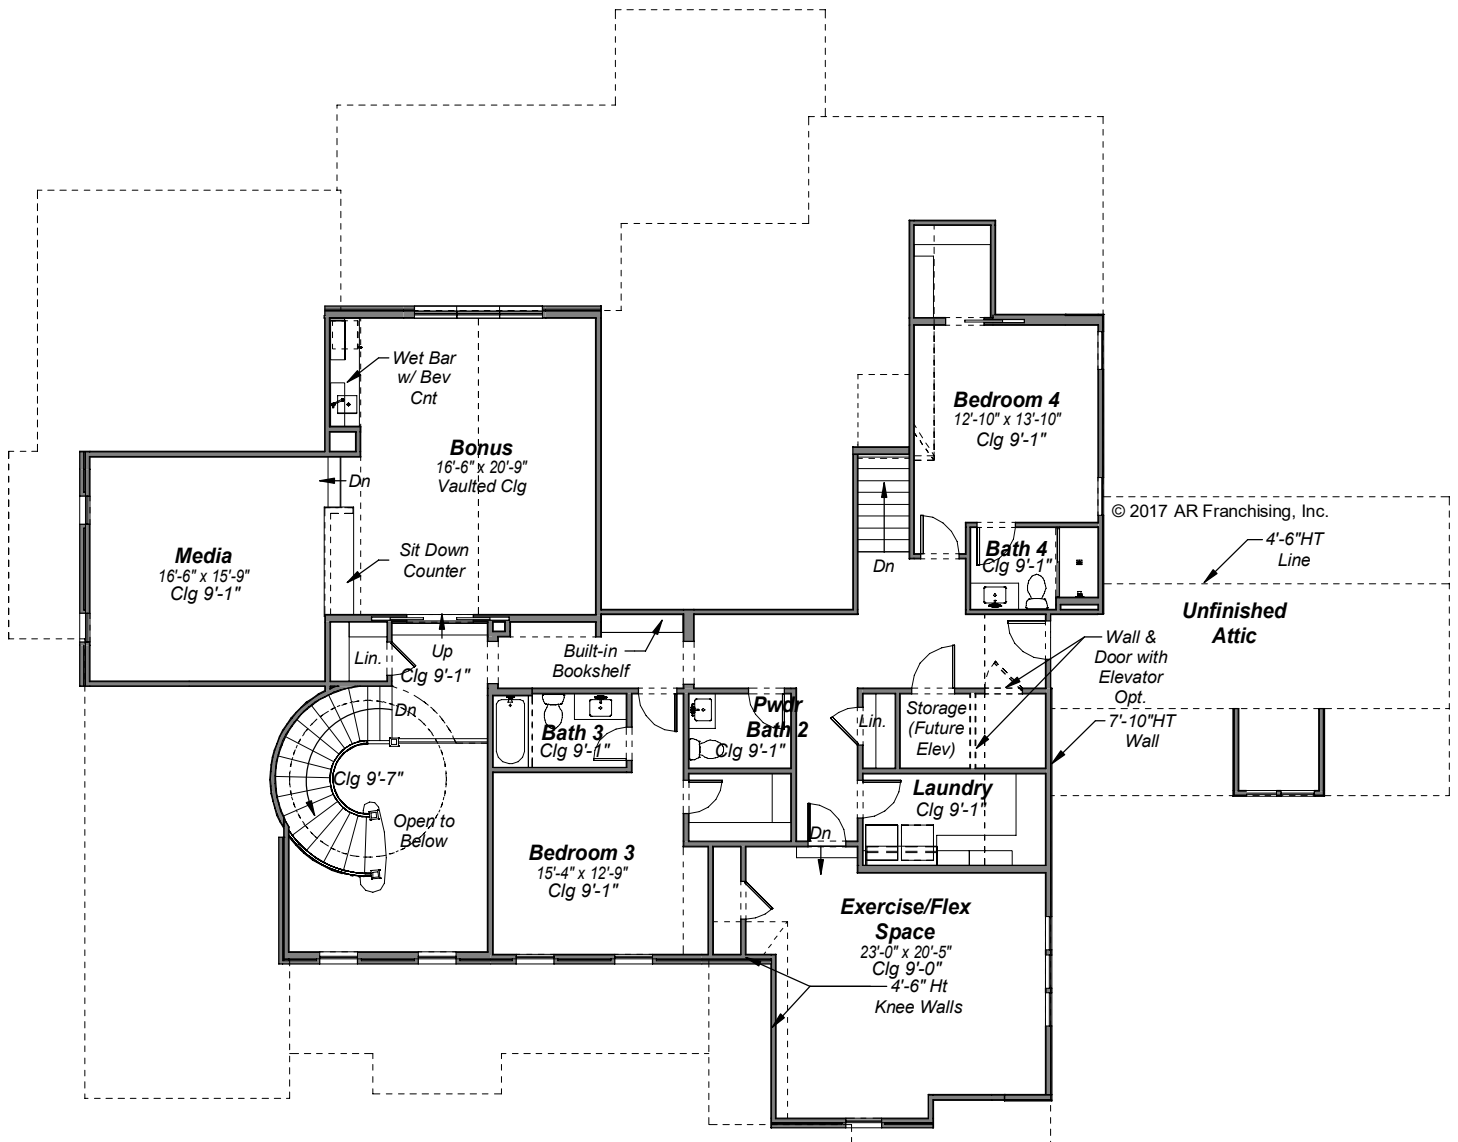 Wet Bar
w/ Bev
Cnt
Bonus
16'-6" x 20'-9"
Vaulted Clg
Dn
Media
16'-6" x 15'-9"
Clg 9'-1"
Sit Down
Counter
Bedroom 4
12'-10" x 13'-10"
Clg 9'-1"
© 2017 AR Franchising, Inc.
4'-6"HT
Line
Bath 4
Clg 9'-1"
Dn
Unfinished
Attic
Lin.
Up
Clg 9'-1"
Built-in
Bookshelf
Wall &
Door with
Elevator
Opt.
7'-10"HT
Wall
Dn
Bath 3
Clg 9'-1"
Pwdr
Bath 2
Clg 9'-1"
Lin.
Storage
(Future
Elev)
Clg 9'-7"
Open to
Below
Laundry
Clg 9'-1"
Dn
Bedroom 3
15'-4" x 12'-9"
Clg 9'-1"
Exercise/Flex
Space
23'-0" x 20'-5"
Clg 9'-0"
4'-6" Ht
Knee Walls